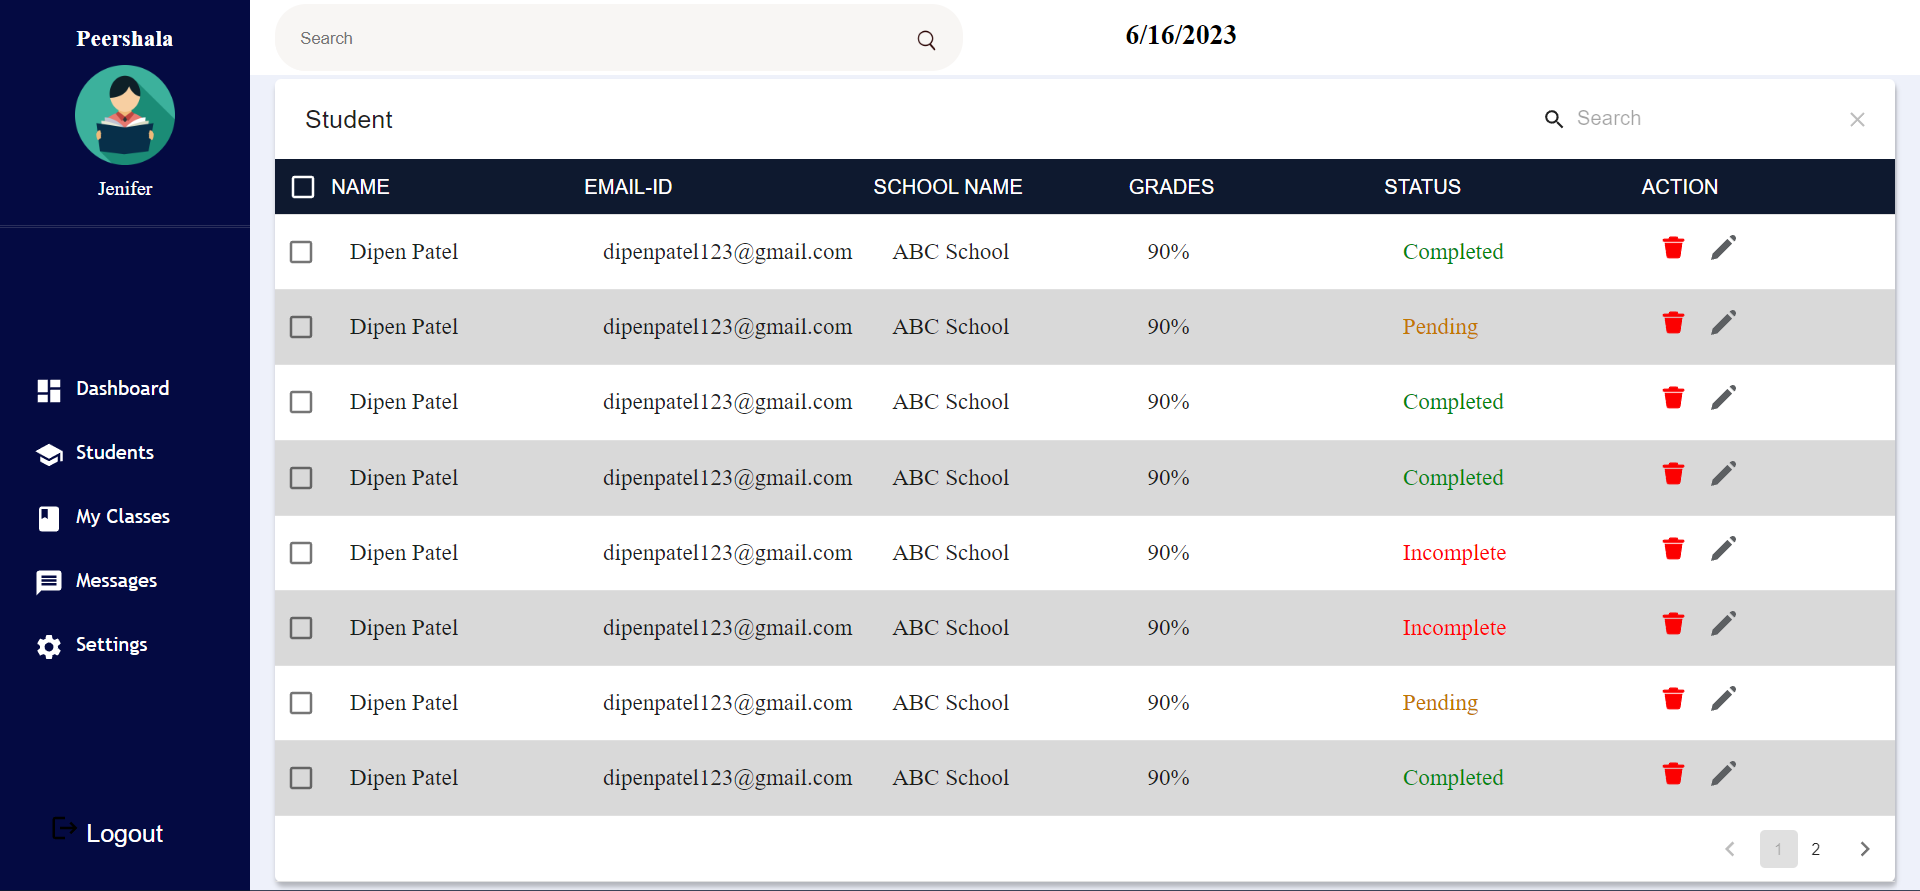 Peershala
Jenifer
Dashboard
Students
My Classes
Messages
Settings
Logout
Search
6/16/2023
Student
Search
NAME EMAIL-ID SCHOOL NAME GRADES STATUS ACTION
Dipen Patel dipenpatel123@gmail.com ABC School 90% Completed
Dipen Patel dipenpatel123@gmail.com ABC School 90% Pending
Dipen Patel dipenpatel123@gmail.com ABC School 90% Completed
Dipen Patel dipenpatel123@gmail.com ABC School 90% Completed
Dipen Patel dipenpatel123@gmail.com ABC School 90% Incomplete
Dipen Patel dipenpatel123@gmail.com ABC School 90% Incomplete
Dipen Patel dipenpatel123@gmail.com ABC School 90% Pending
Dipen Patel dipenpatel123@gmail.com ABC School 90% Completed
1 2